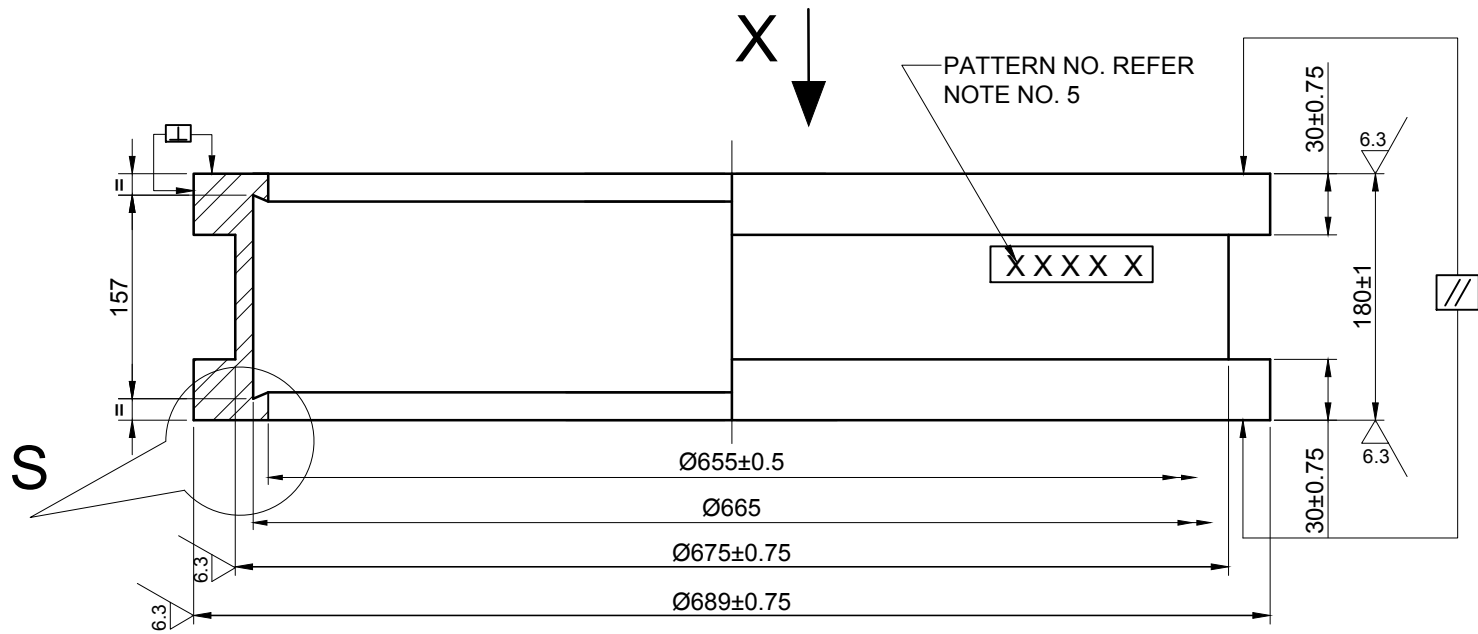 X
PATTERN NO. REFER
NOTE NO. 5
30±0.75
6.3
=
157
=
X X X X X
180±1
//
S
6.3
30±0.75
Ø655±0.5
Ø665
6.3
Ø675±0.75
6.3
Ø689±0.75